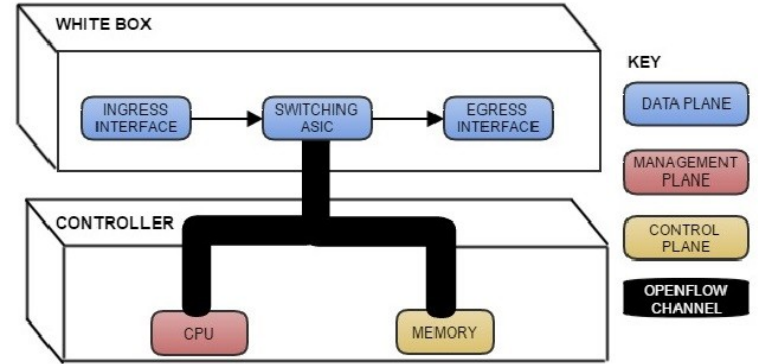 WHITE BOX
INGRESS
INTERFACE
SWITCHING
ASIC
EGRESS
INTERFACE
CONTROLLER
CPU
MEMORY
KEY
DATA PLANE
MANAGEMENT
PLANE
CONTROL
PLANE
OPENFLOW
CHANNEL